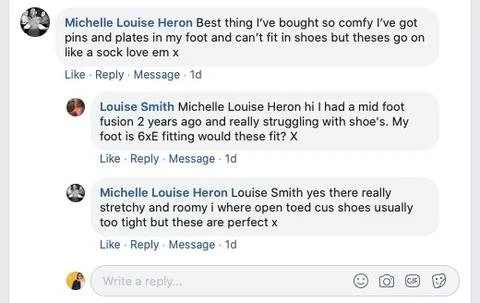 Michelle Louise Heron Best thing I've bought so comfy I've got
pins and plates in my foot and can't fit in shoes but theses go on
like a sock love em x
Like · Reply · Message · 1d
Louise Smith Michelle Louise Heron hi I had a mid foot
fusion 2 years ago and really struggling with shoe's. My
foot is 6xE fitting would these fit? X
Like · Reply · Message · 1d
Michelle Louise Heron Louise Smith yes there really
stretchy and roomy i where open toed cus shoes usually
too tight but these are perfect x
Like · Reply · Message · 1d
Write a reply...
GIF